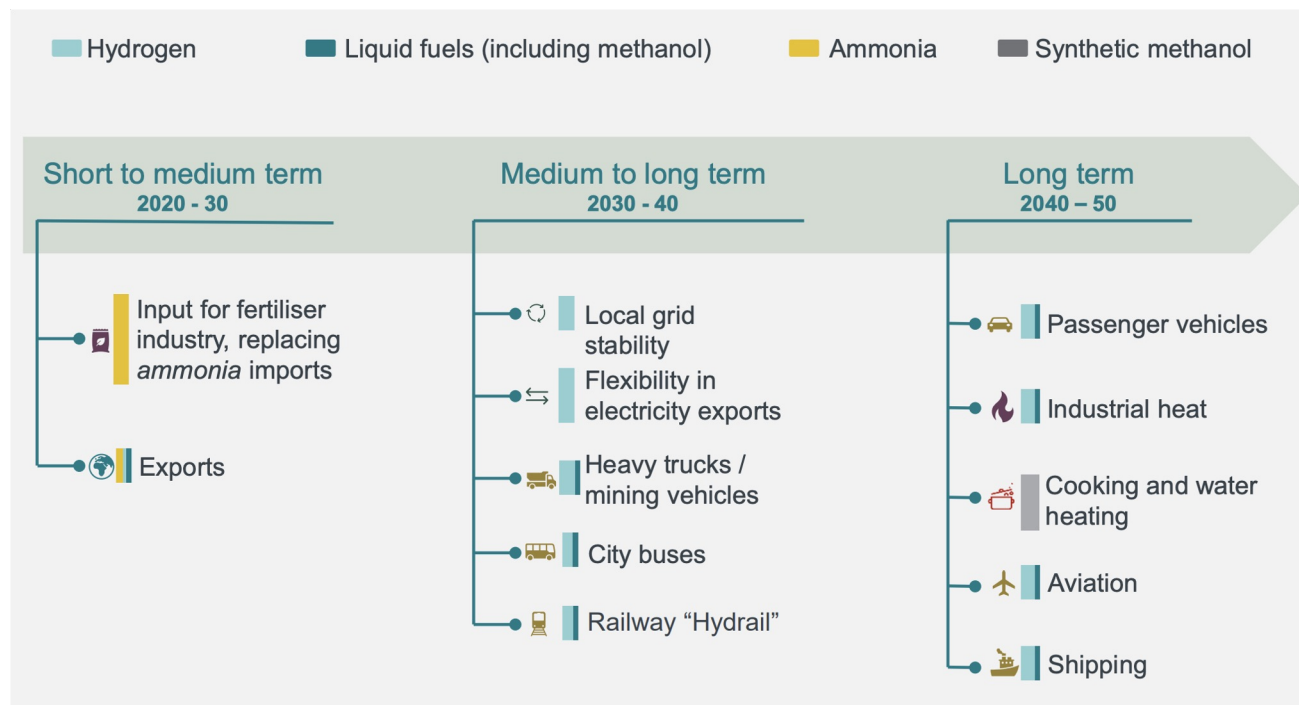 Hydrogen
Liquid fuels (including methanol)
Ammonia
Synthetic methanol
Short to medium term
2020 - 30
Input for fertiliser
industry, replacing
ammonia imports
Exports
Medium to long term
2030 - 40
Local grid
stability
Flexibility in
electricity exports
Heavy trucks /
mining vehicles
City buses
Railway “Hydrail”
Long term
2040 – 50
Passenger vehicles
Industrial heat
Cooking and water
heating
Aviation
Shipping